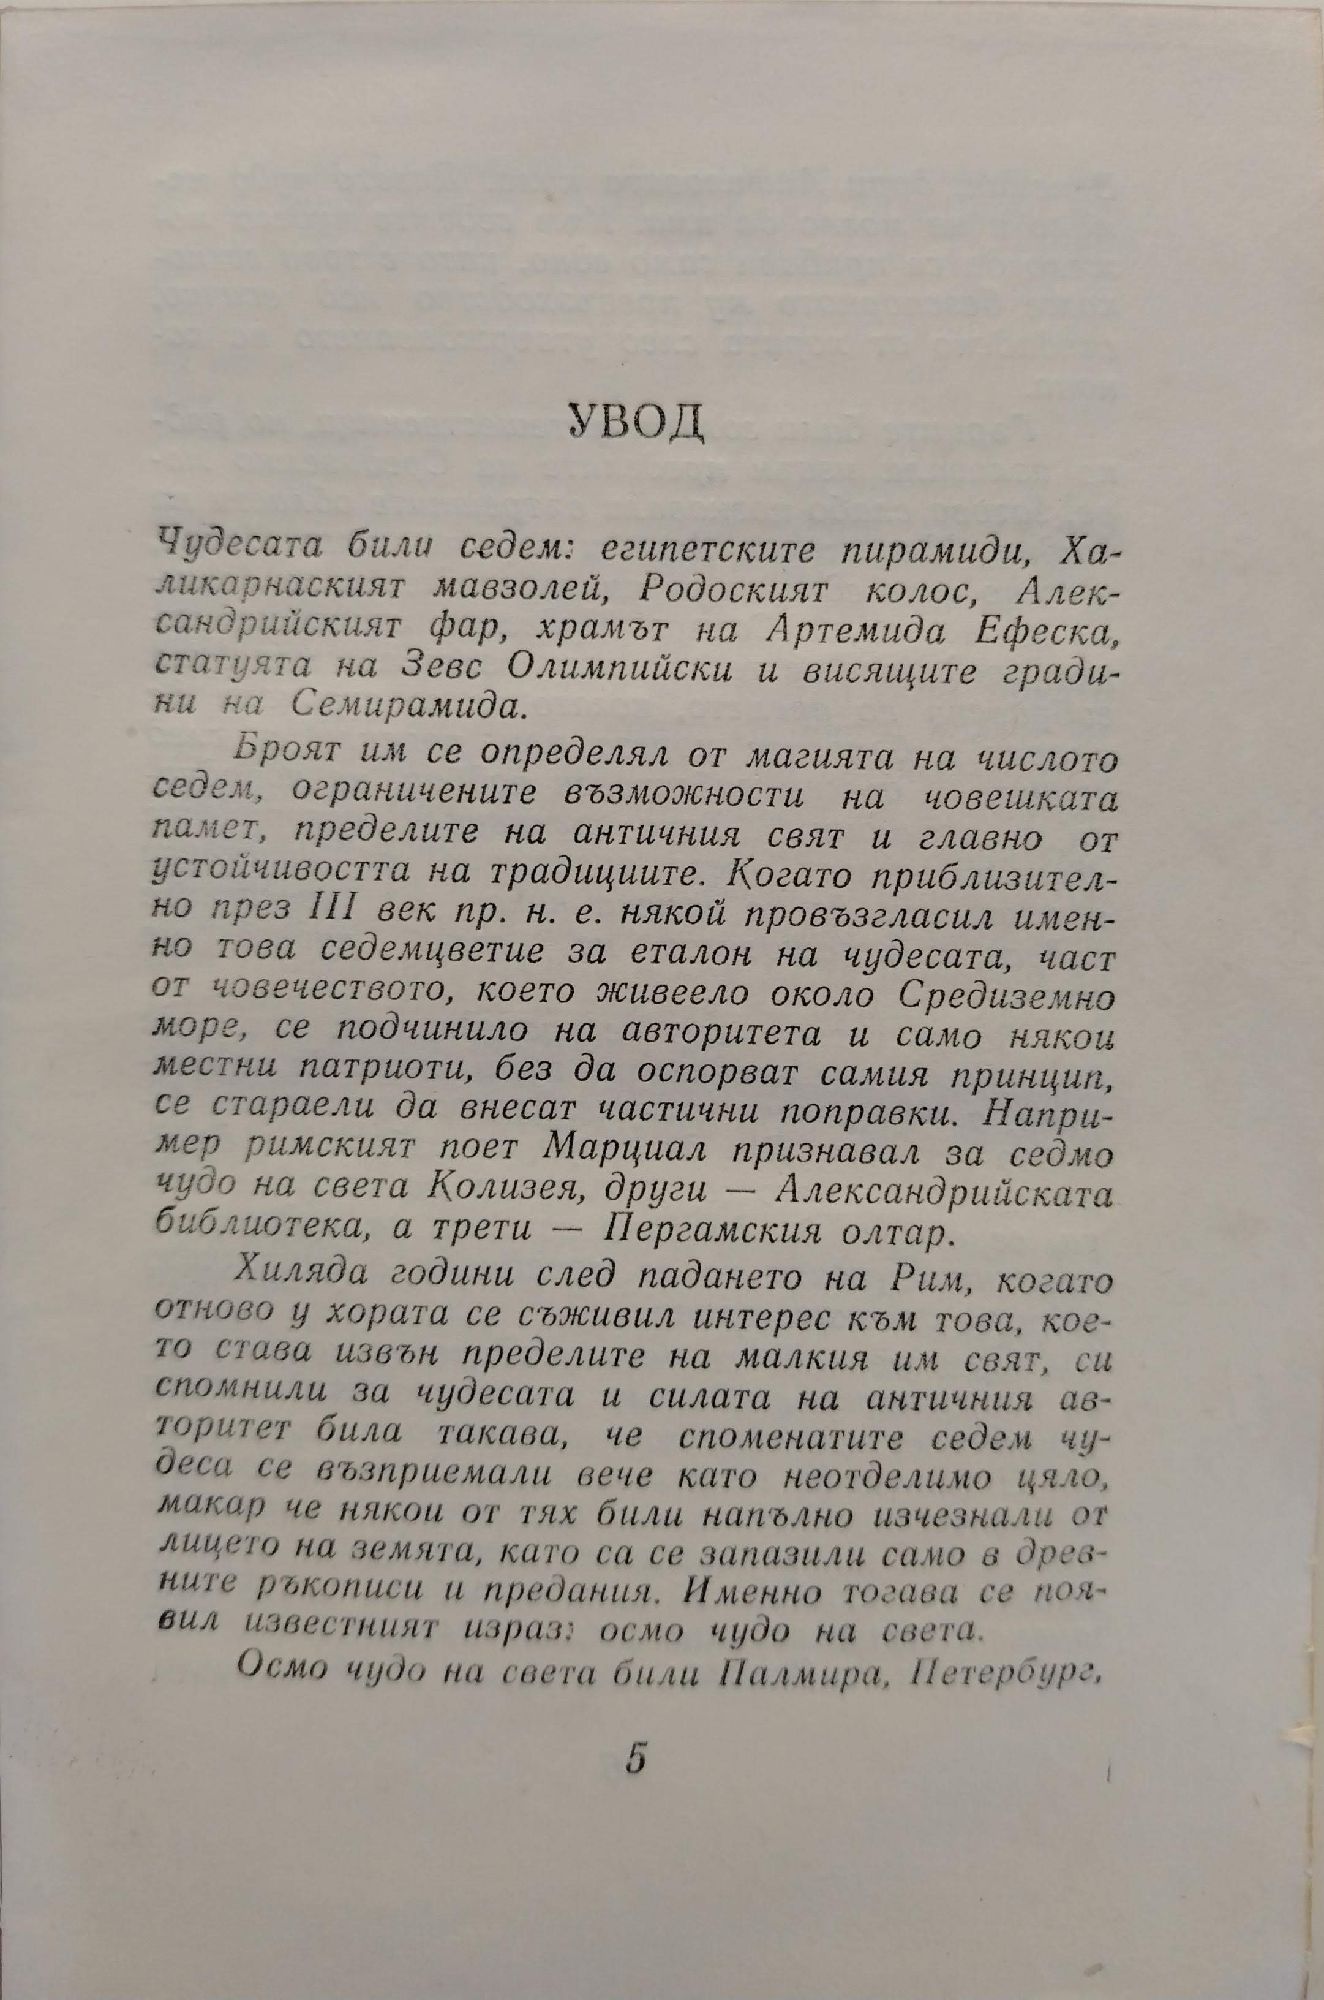 УВОД
Чудесата били седем: египетските пирамиди, Ха-
ликарнаският мавзолей, Родоският колос, Алек-
сандрийският фар, храмът на Артемида Ефеска,
статуята на Зевс Олимпийски и висящите гради-
ни на Семирамида.
Броят им се определял от магията на числото
седем, ограничените възможности на човешката
памет, пределите на античния свят и главно от
устойчивостта на традициите. Когато приблизител-
но през III век пр. н. е. някой провъзгласил имен-
но това седемцветие за еталон на чудесата, част
от човечеството, което живеело около Средиземно
море, се подчинило на авторитета и само някои
местни патриоти, без да оспорват самия принцип,
се стараели да внесат частични поправки. Напри-
мер римският поет Марциал признавал за седмо
чудо на света Колизея, други — Александрийската
библиотека, а трети — Пергамския олтар.
Хиляда години след падането на Рим, когато
отново у хората се съживил интерес към това, кое-
то става извън пределите на малкия им свят, си
спомнили за чудесата и силата на античния ав-
торитет била такава, че споменатите седем чу-
деса се възприемали вече като неотделимо цяло,
макар че някои от тях били напълно изчезнали от
лицето на земята, като са се запазили само в древ-
ните ръкописи и предания. Именно тогава се поя-
вил известният израз: осмо чудо на света.
Осмо чудо на света били Палмира, Петербург,
5